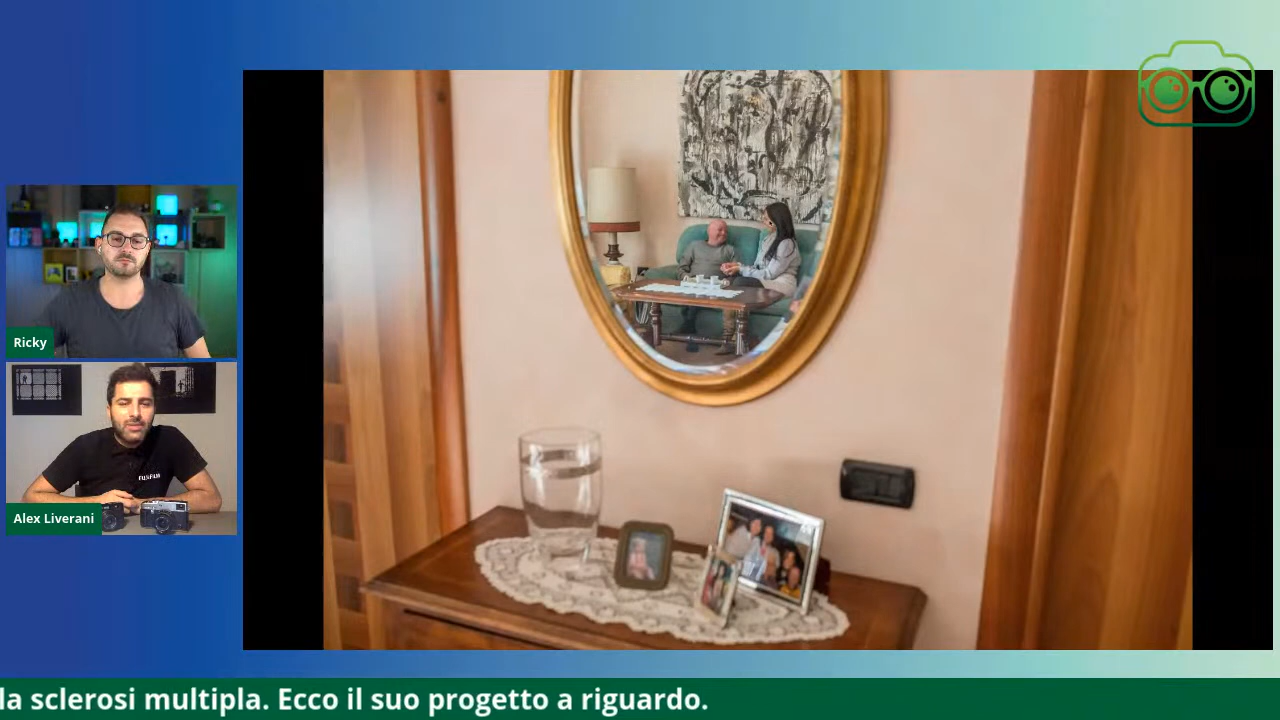 Ricky
FUJIFILM
Alex Liverani
la sclerosi multipla. Ecco il suo progetto a riguardo.